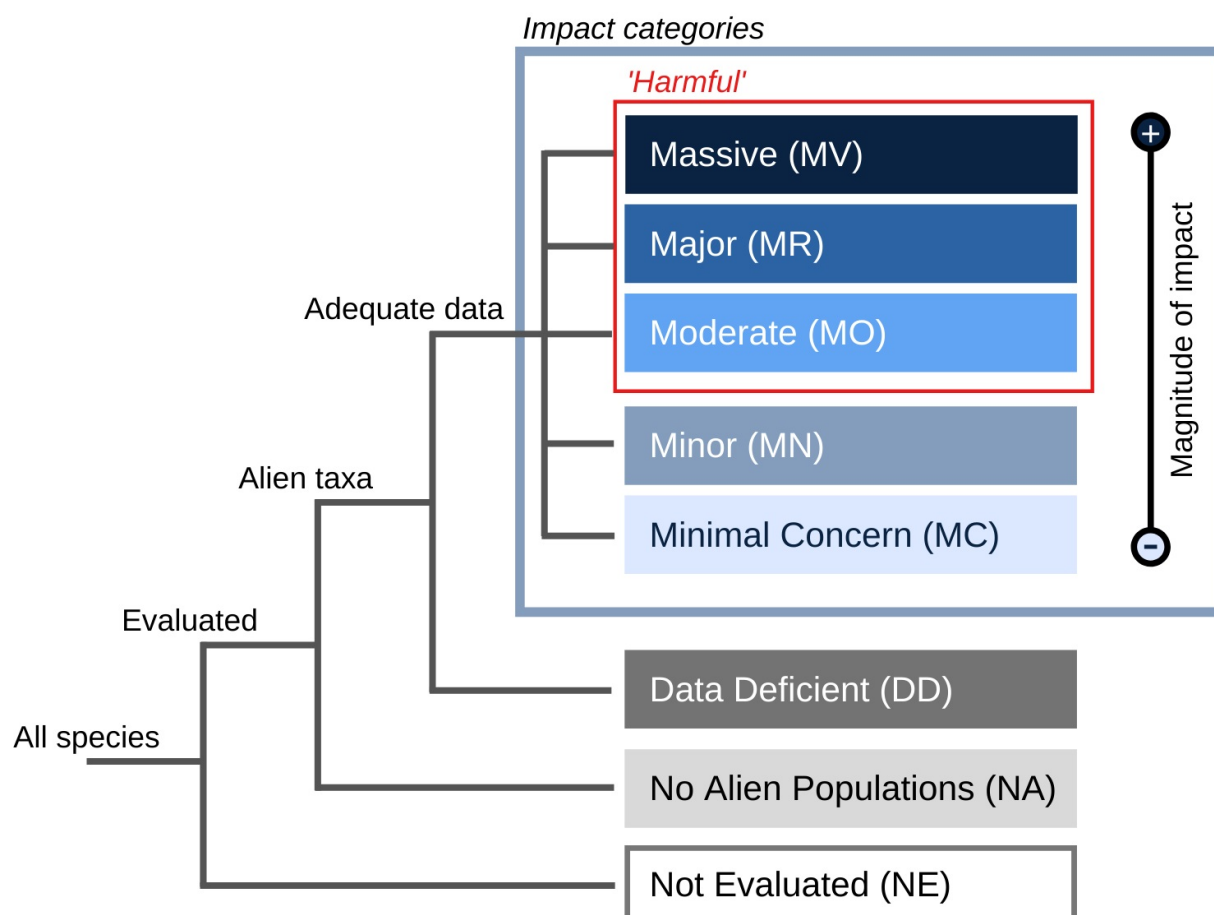 Impact categories
'Harmful'
Massive (MV)
+
Major (MR)
Adequate data
Moderate (MO)
Magnitude of impact
Minor (MN)
Alien taxa
Minimal Concern (MC)
-
Evaluated
Data Deficient (DD)
All species
No Alien Populations (NA)
Not Evaluated (NE)